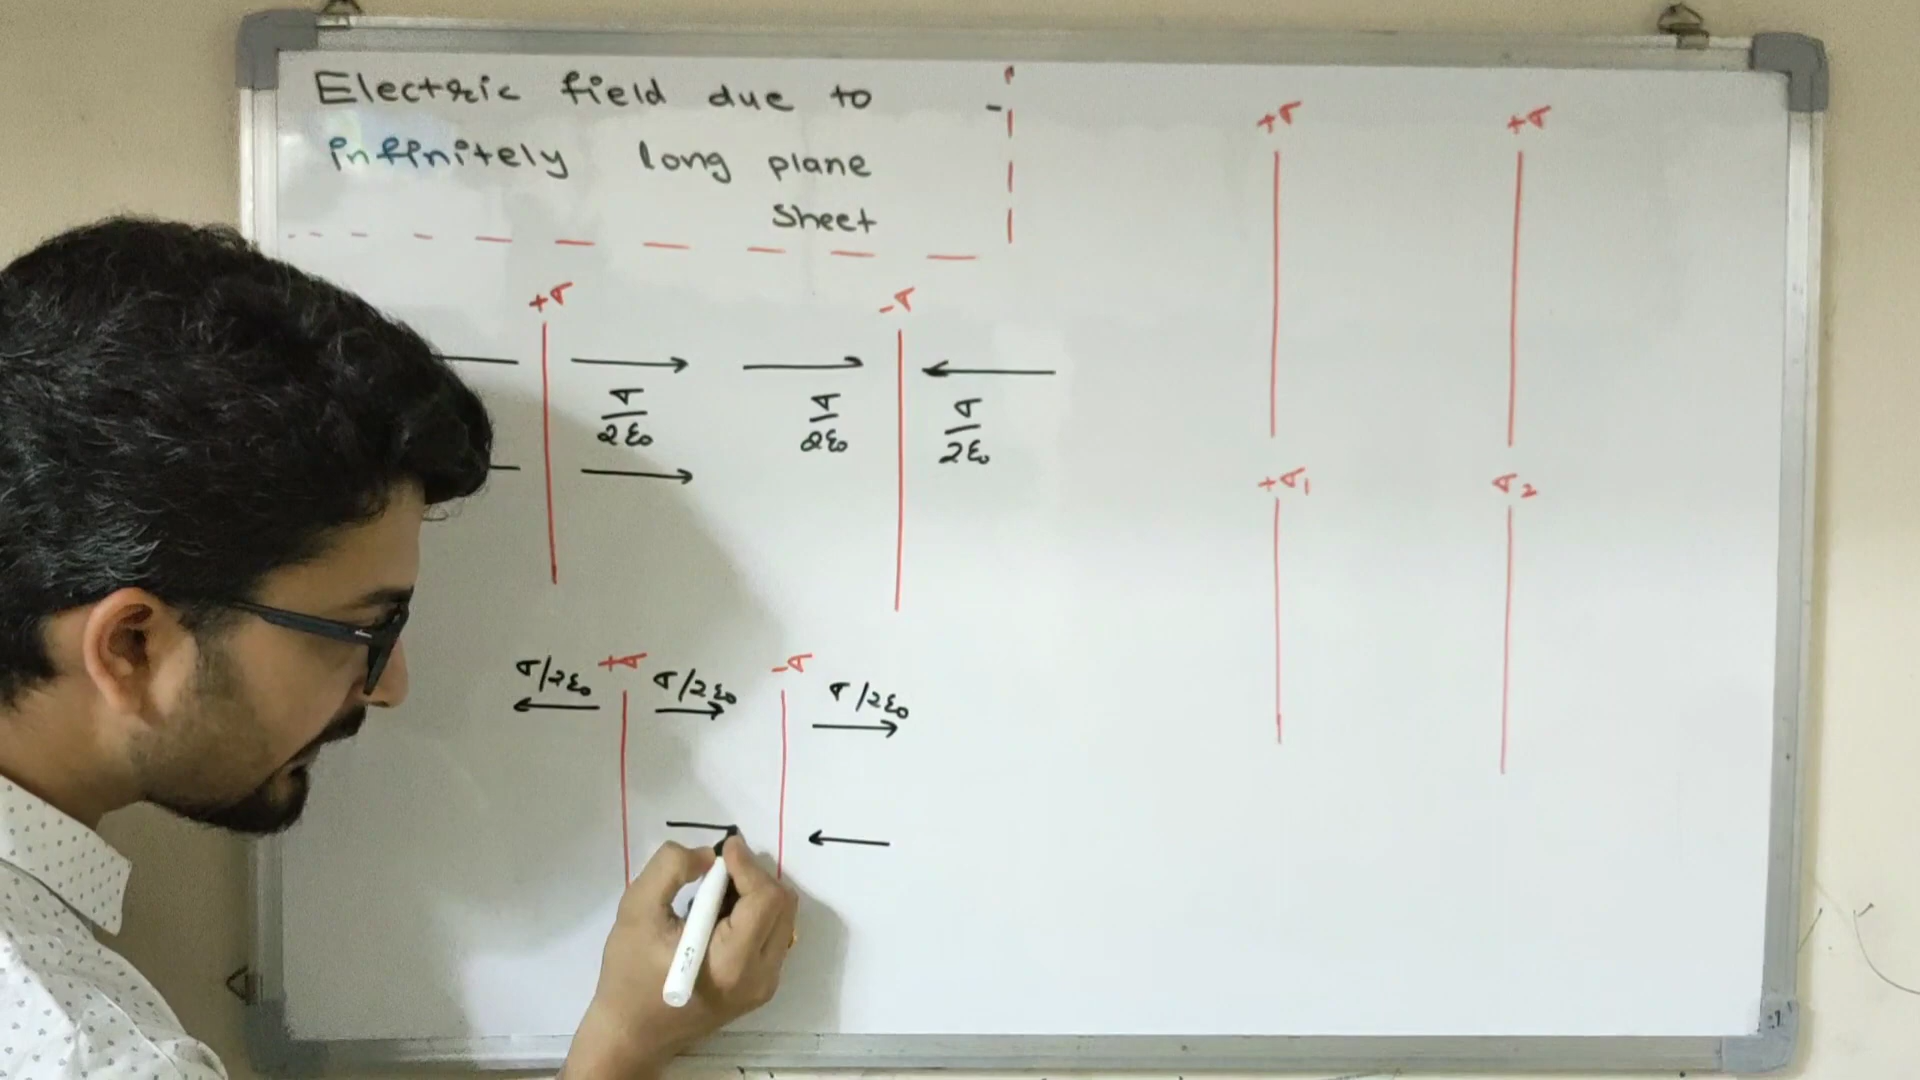 Electric field due to
infinitely long plane
Sheet
+σ
-σ
σ/2ε₀
σ/2ε₀
σ/2ε₀
σ/2ε₀
+σ
σ/2ε₀
-σ
σ/2ε₀
+σ
+σ
+σ₁
σ₂